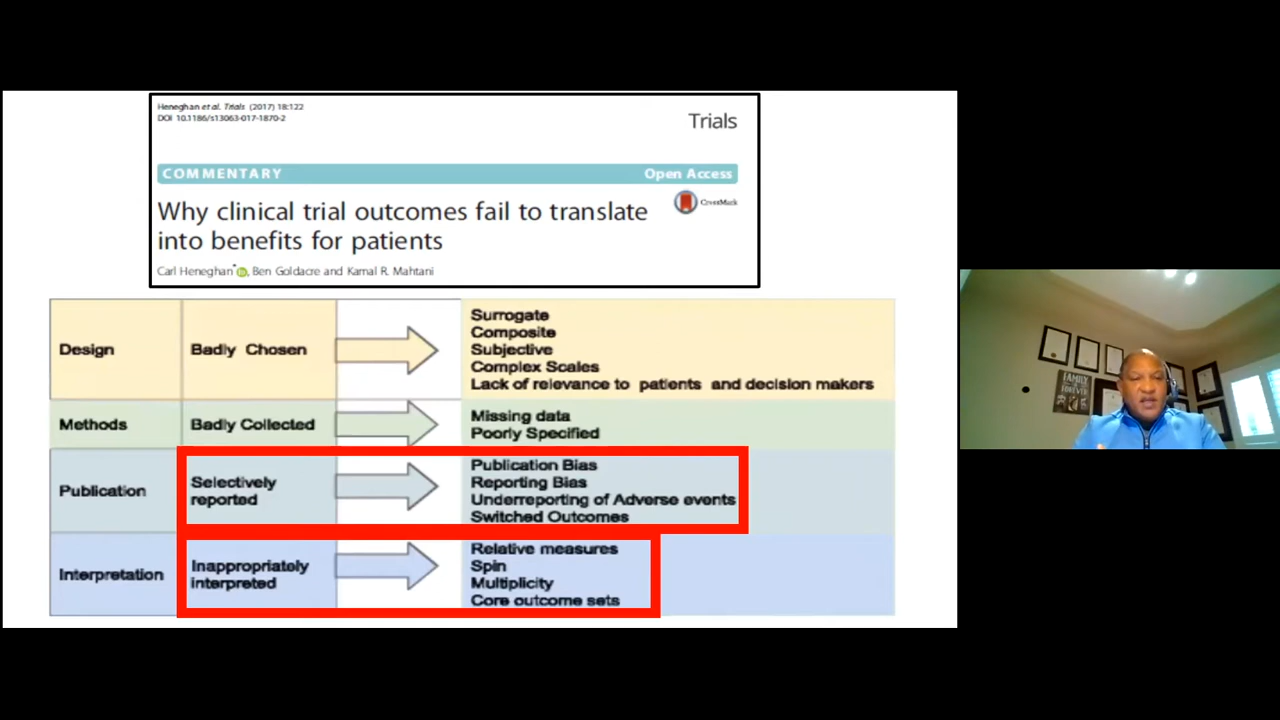 Heneghan et al. Trials (2017) 18:122
DOI 10.1186/s13063-017-1870-2
Trials
COMMENTARY
Open Access
CrossMark
Why clinical trial outcomes fail to translate
into benefits for patients
Carl Heneghan*, Ben Goldacre and Kamal R. Mahtani
Design
Badly Chosen
Surrogate
Composite
Subjective
Complex Scales
Lack of relevance to patients and decision makers
Methods
Badly Collected
Missing data
Poorly Specified
Publication
Selectively
reported
Publication Bias
Reporting Bias
Underreporting of Adverse events
Switched Outcomes
Interpretation
Inappropriately
interpreted
Relative measures
Spin
Multiplicity
Core outcome sets
FAMILY
FOREVER